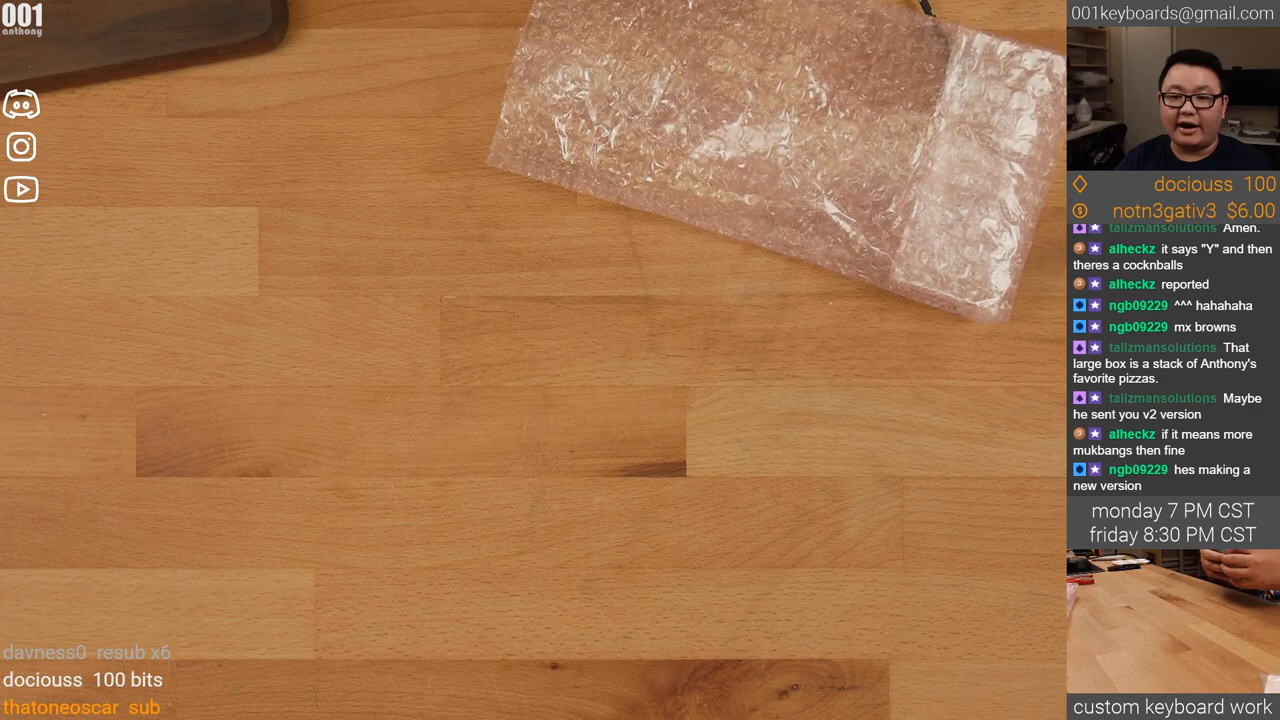 001
anthony
001keyboards@gmail.com
dociouss 100
notn3gativ3 $6.00
talizmansolutions Amen.
alheckz it says "Y" and then
theres a cocknballs
alheckz reported
ngb09229 ^^^ hahahaha
ngb09229 mx browns
talizmansolutions That
large box is a stack of Anthony's
favorite pizzas.
talizmansolutions Maybe
he sent you v2 version
alheckz if it means more
mukbangs then fine
ngb09229 hes making a
new version
monday 7 PM CST
friday 8:30 PM CST
custom keyboard work
davness0 resub x6
dociouss 100 bits
thatoneoscar sub